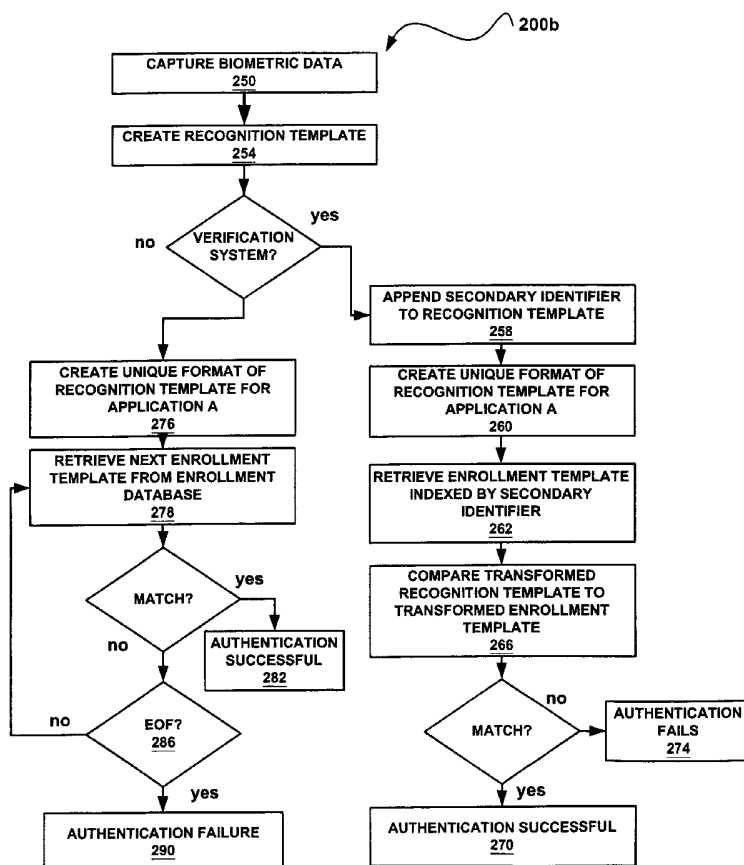 200b
CAPTURE BIOMETRIC DATA
250
CREATE RECOGNITION TEMPLATE
254
VERIFICATION
SYSTEM?
no
yes
APPEND SECONDARY IDENTIFIER
TO RECOGNITION TEMPLATE
258
CREATE UNIQUE FORMAT OF
RECOGNITION TEMPLATE FOR
APPLICATION A
260
RETRIEVE ENROLLMENT TEMPLATE
INDEXED BY SECONDARY
IDENTIFIER
262
COMPARE TRANSFORMED
RECOGNITION TEMPLATE TO
TRANSFORMED ENROLLMENT
TEMPLATE
266
MATCH?
no
AUTHENTICATION
FAILS
274
yes
AUTHENTICATION SUCCESSFUL
270
CREATE UNIQUE FORMAT OF
RECOGNITION TEMPLATE FOR
APPLICATION A
276
RETRIEVE NEXT ENROLLMENT
TEMPLATE FROM ENROLLMENT
DATABASE
278
MATCH?
yes
AUTHENTICATION
SUCCESSFUL
282
no
EOF?
286
no
yes
AUTHENTICATION FAILURE
290